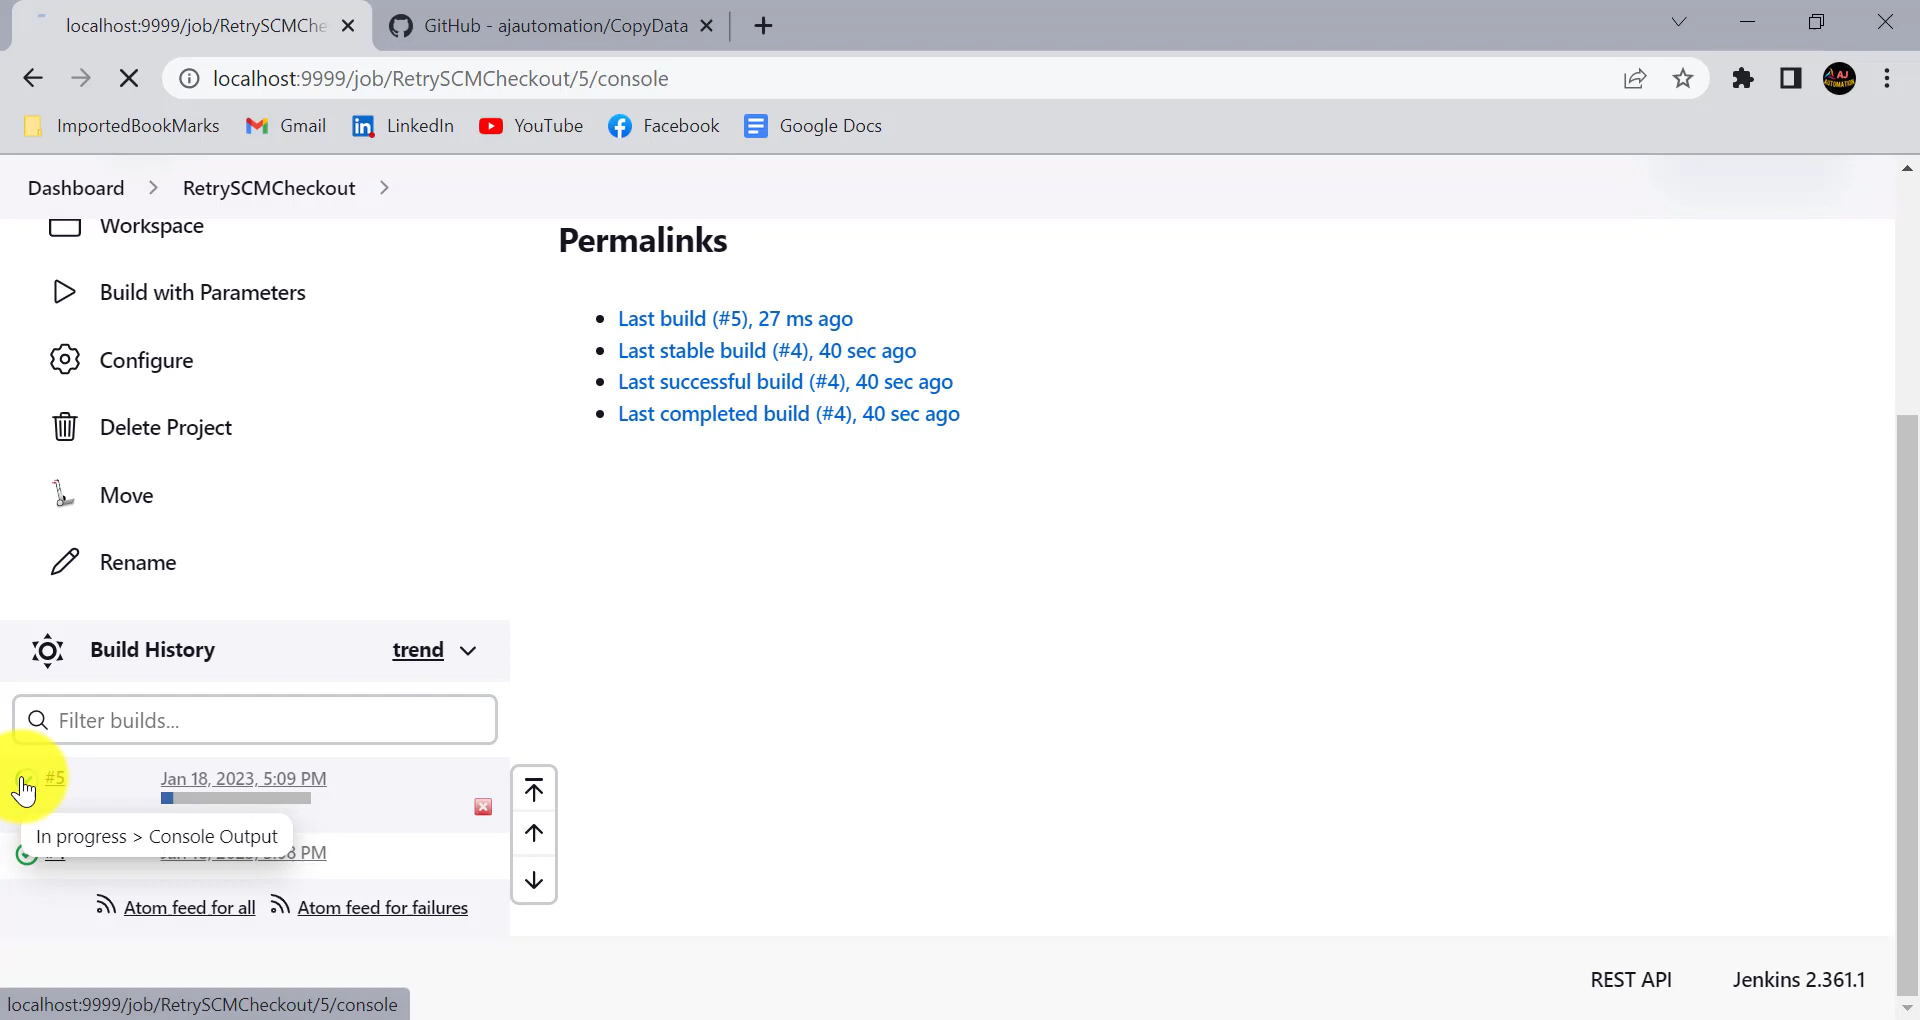 localhost:9999/job/RetrySCMChe
GitHub - ajautomation/CopyData
localhost:9999/job/RetrySCMCheckout/5/console
AJ
AUTOMATION
ImportedBookMarks
Gmail
LinkedIn
YouTube
Facebook
Google Docs
Dashboard
RetrySCMCheckout
Workspace
Build with Parameters
Configure
Delete Project
Move
Rename
Permalinks
Last build (#5), 27 ms ago
Last stable build (#4), 40 sec ago
Last successful build (#4), 40 sec ago
Last completed build (#4), 40 sec ago
Build History
trend
Filter builds...
#5
Jan 18, 2023, 5:09 PM
In progress > Console Output
PM
Atom feed for all
Atom feed for failures
REST API
Jenkins 2.361.1
localhost:9999/job/RetrySCMCheckout/5/console